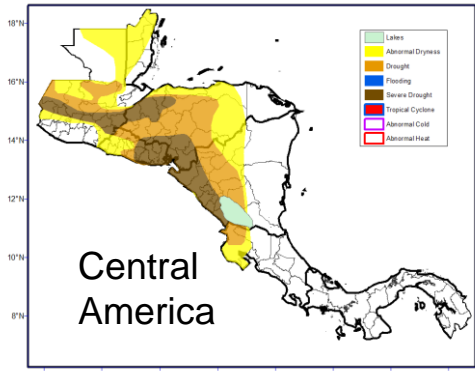 18°N
16°N
14°N
12°N
10°N
8°N
Lakes
Abnormal Dryness
Drought
Flooding
Severe Drought
Tropical Cyclone
Abnormal Cold
Abnormal Heat
Central
America